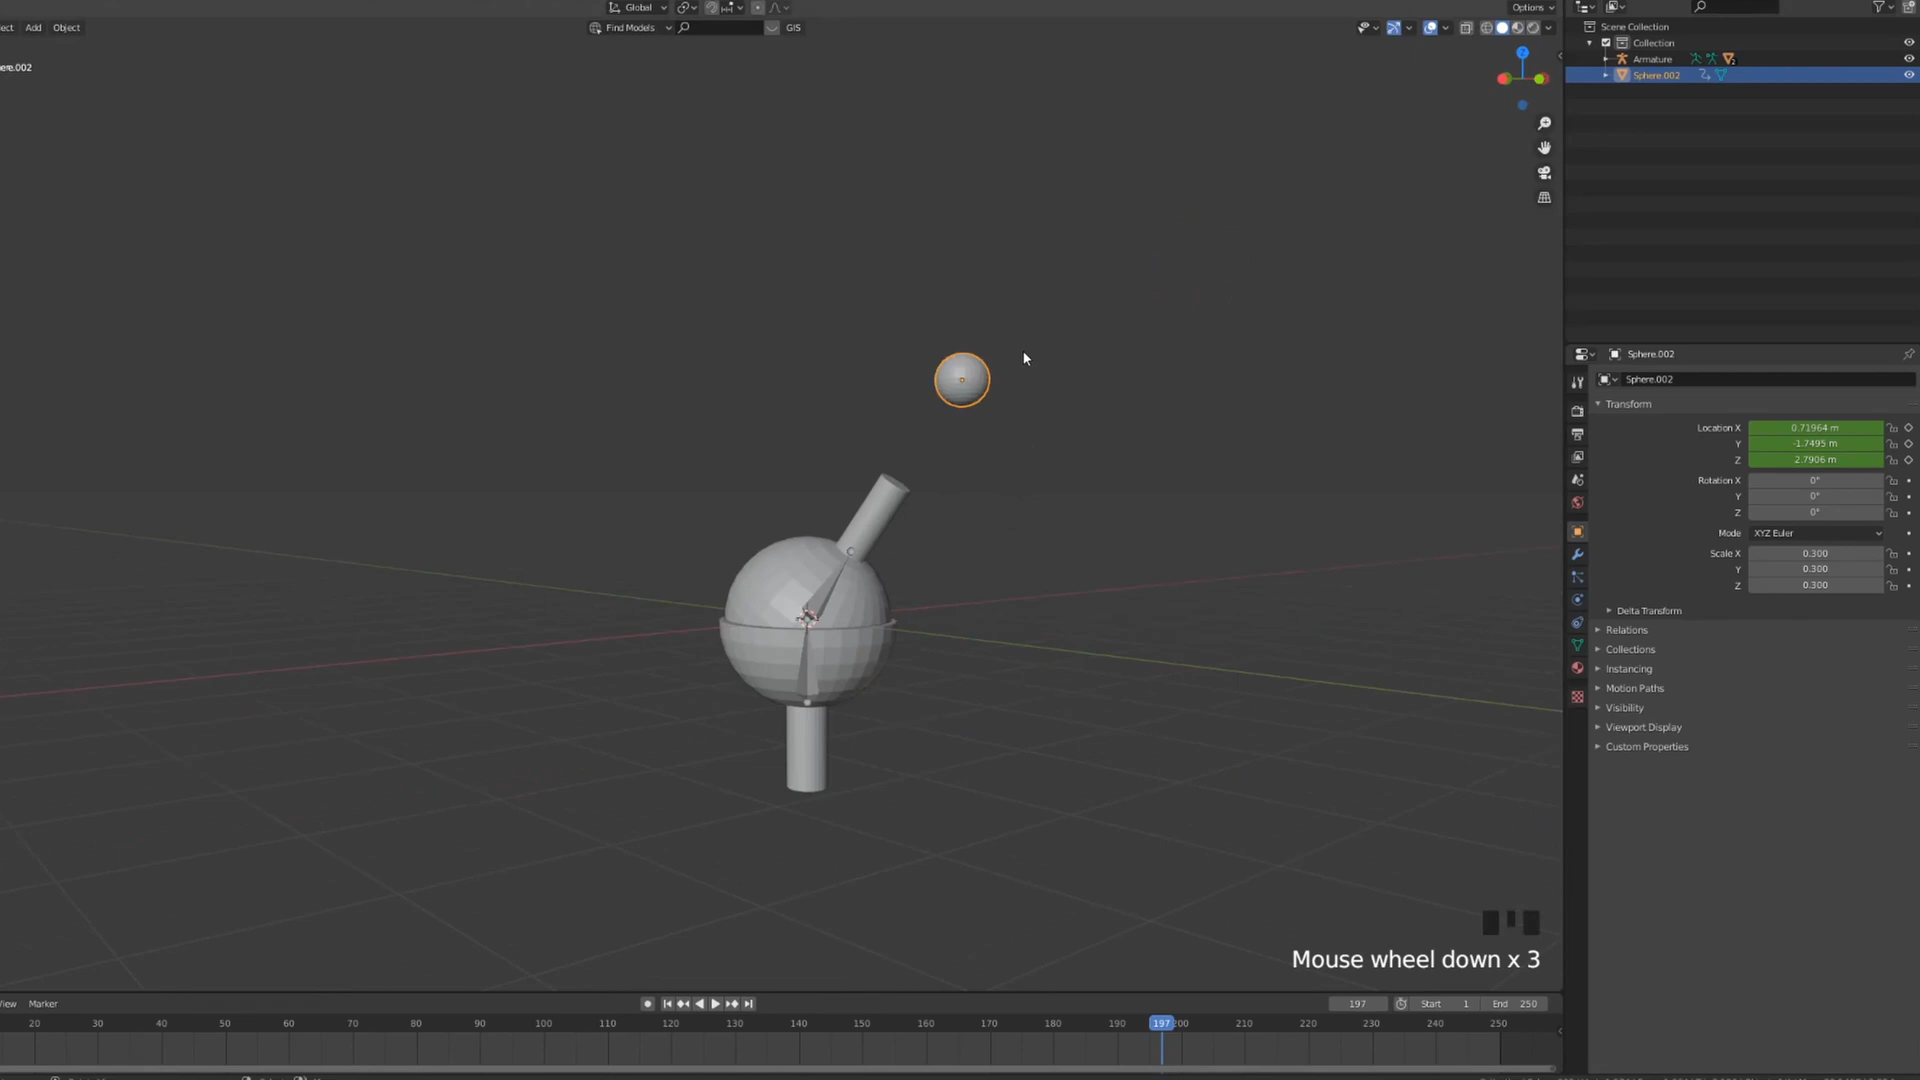 Global
Options
ect Add Object
Find Models
GIS
ere.002
Scene Collection
Collection
Armature
2
Sphere.002
Z
Sphere.002
Sphere.002
Transform
Location X 0.71964 m
Y -1.7495 m
Z 2.7906 m
Rotation X 0°
Y 0°
Z 0°
Mode XYZ Euler
Scale X 0.300
Y 0.300
Z 0.300
Delta Transform
Relations
Collections
Instancing
Motion Paths
Visibility
Viewport Display
Custom Properties
Mouse wheel down x 3
View Marker
197
Start 1
End 250
20 30 40 50 60 70 80 90 100 110 120 130 140 150 160 170 180 190 197 200 210 220 230 240 250